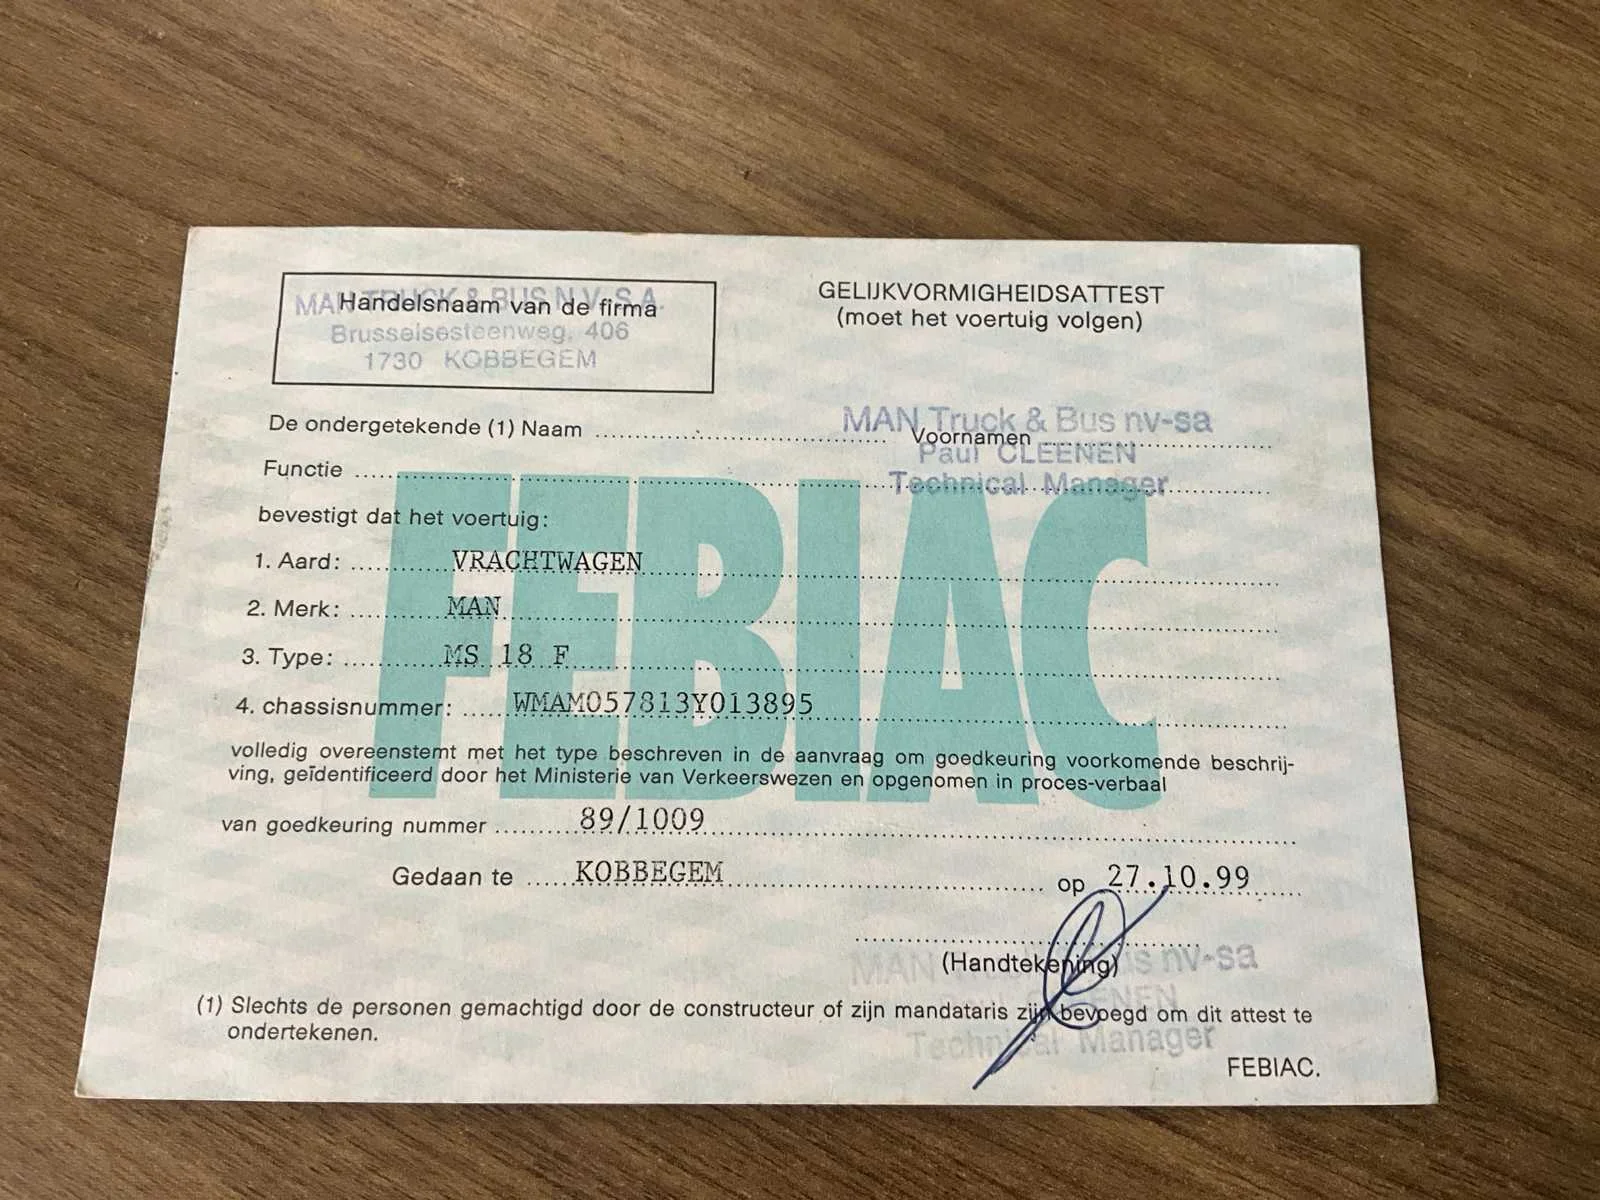 Handelsnaam van de firma
MAN TRUCK & BUS N.V.-S.A.
Brusselsesteenweg, 406
1730 KOBBEGEM
GELIJKVORMIGHEIDSATTEST
(moet het voertuig volgen)
MAN Truck & Bus nv-sa
De ondergetekende (1) Naam Voornamen
Paul CLEENEN
Functie Technical Manager
bevestigt dat het voertuig:
1. Aard: VRACHTWAGEN
2. Merk: MAN
3. Type: MS 18 F
4. chassisnummer: WMAM057813Y013895
volledig overeenstemt met het type beschreven in de aanvraag om goedkeuring voorkomende beschrij-
ving, geïdentificeerd door het Ministerie van Verkeerswezen en opgenomen in proces-verbaal
van goedkeuring nummer 89/1009
Gedaan te KOBBEGEM op 27.10.99
(Handtekening)
MAN Bus nv-sa
CLEENEN
Technical Manager
(1) Slechts de personen gemachtigd door de constructeur of zijn mandataris zijn bevoegd om dit attest te
ondertekenen.
FEBIAC.
FEBIAC